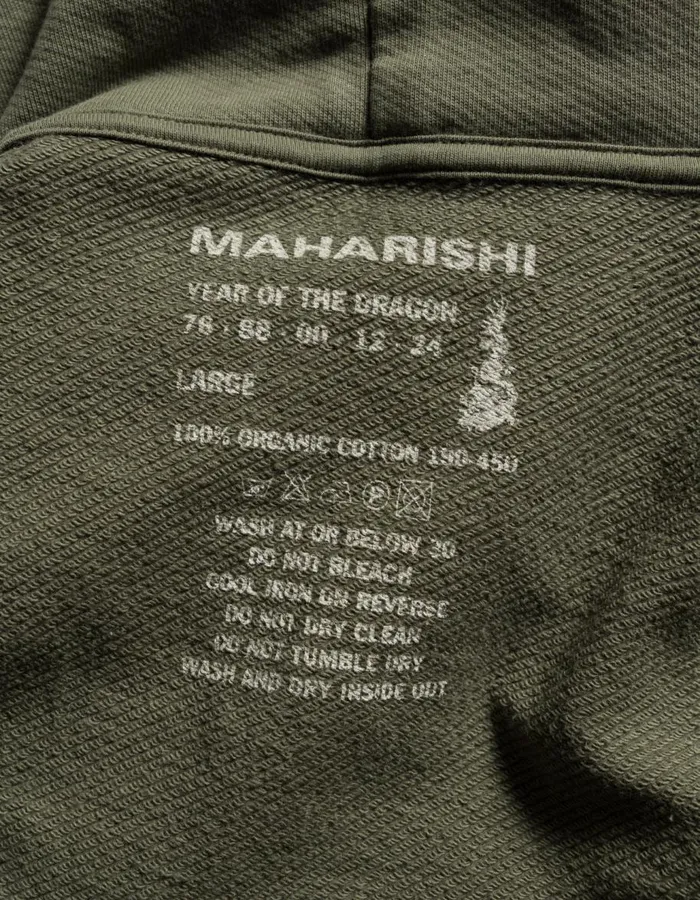 MAHARISHI
YEAR OF THE DRAGON
76 · 88 · 00 · 12 · 24
LARGE
100% ORGANIC COTTON 190-450
WASH AT OR BELOW 30
DO NOT BLEACH
COOL IRON ON REVERSE
DO NOT DRY CLEAN
DO NOT TUMBLE DRY
WASH AND DRY INSIDE OUT